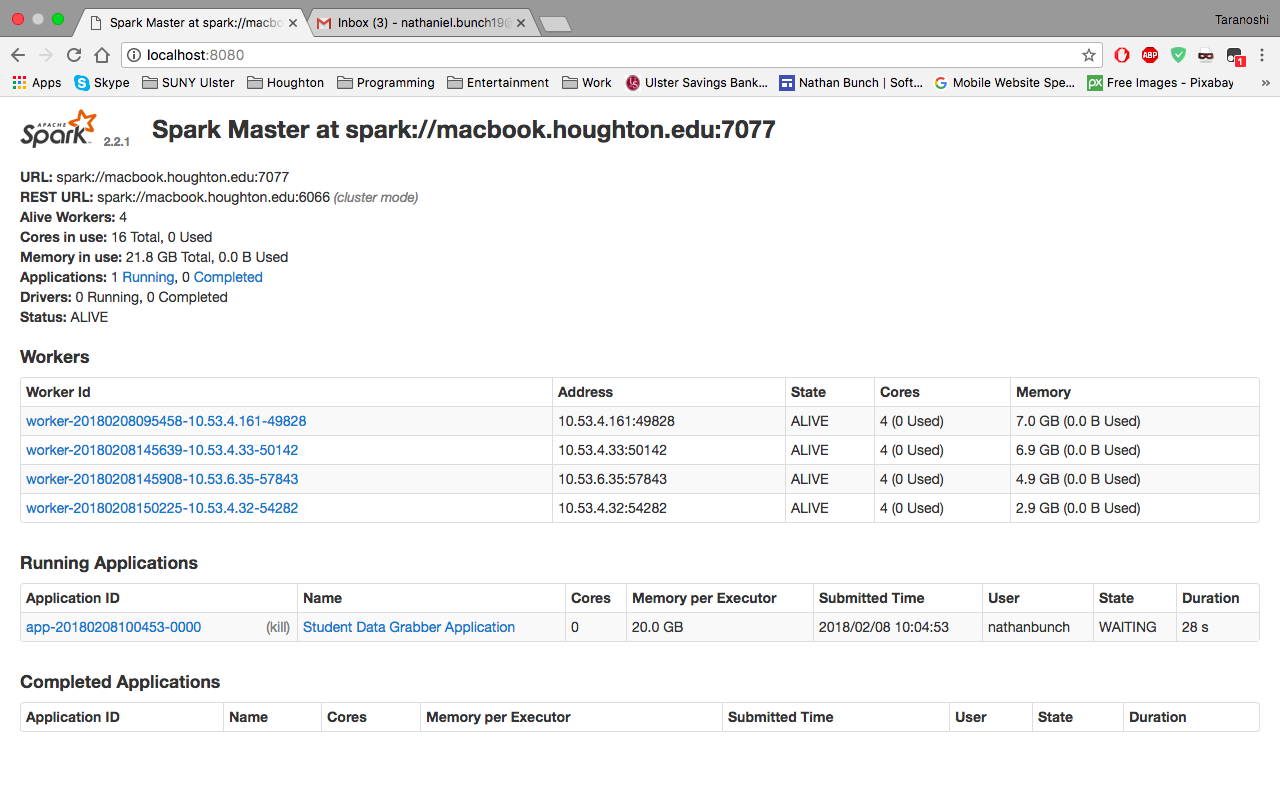 Spark Master at spark://macbo
Inbox (3) - nathaniel.bunch19@
Taranoshi
localhost:8080
ABP
1
Apps
Skype
SUNY Ulster
Houghton
Programming
Entertainment
Work
Ulster Savings Bank...
Nathan Bunch | Soft...
Mobile Website Spe...
px
Free Images - Pixabay
»
APACHE
Spark
2.2.1
Spark Master at spark://macbook.houghton.edu:7077
URL: spark://macbook.houghton.edu:7077
REST URL: spark://macbook.houghton.edu:6066 (cluster mode)
Alive Workers: 4
Cores in use: 16 Total, 0 Used
Memory in use: 21.8 GB Total, 0.0 B Used
Applications: 1 Running, 0 Completed
Drivers: 0 Running, 0 Completed
Status: ALIVE
Workers
Worker Id Address State Cores Memory
worker-20180208095458-10.53.4.161-49828 10.53.4.161:49828 ALIVE 4 (0 Used) 7.0 GB (0.0 B Used)
worker-20180208145639-10.53.4.33-50142 10.53.4.33:50142 ALIVE 4 (0 Used) 6.9 GB (0.0 B Used)
worker-20180208145908-10.53.6.35-57843 10.53.6.35:57843 ALIVE 4 (0 Used) 4.9 GB (0.0 B Used)
worker-20180208150225-10.53.4.32-54282 10.53.4.32:54282 ALIVE 4 (0 Used) 2.9 GB (0.0 B Used)
Running Applications
Application ID Name Cores Memory per Executor Submitted Time User State Duration
app-20180208100453-0000 (kill) Student Data Grabber Application 0 20.0 GB 2018/02/08 10:04:53 nathanbunch WAITING 28 s
Completed Applications
Application ID Name Cores Memory per Executor Submitted Time User State Duration